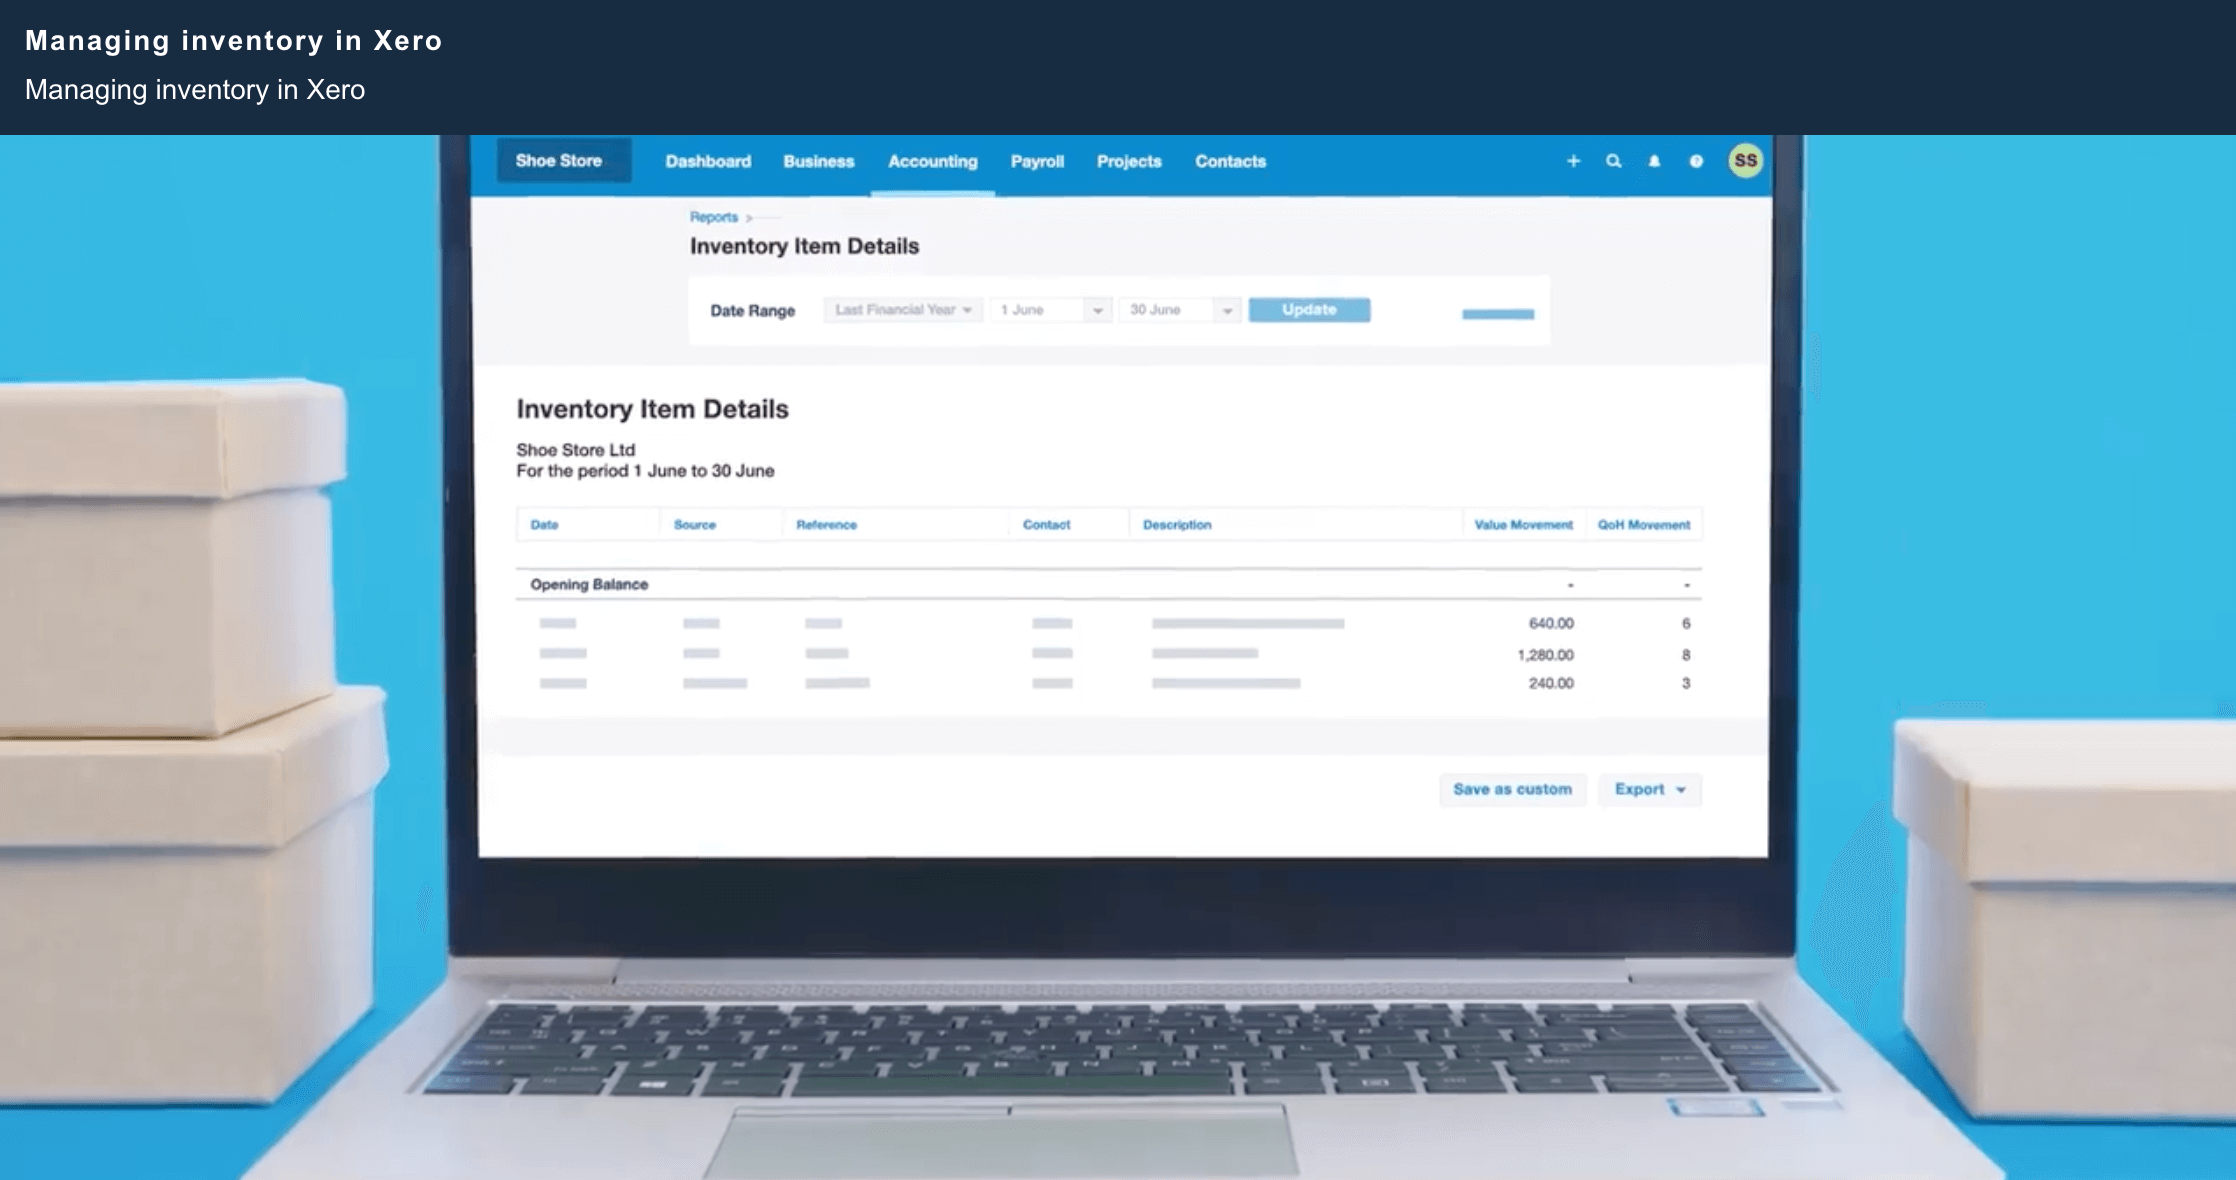 Managing inventory in Xero
Managing inventory in Xero
Shoe Store Dashboard Business Accounting Payroll Projects Contacts + SS
Reports >
Inventory Item Details
Date Range Last Financial Year 1 June 30 June Update
Inventory Item Details
Shoe Store Ltd
For the period 1 June to 30 June
Date Source Reference Contact Description Value Movement QoH Movement
Opening Balance - -
640.00 6
1,280.00 8
240.00 3
Save as custom Export